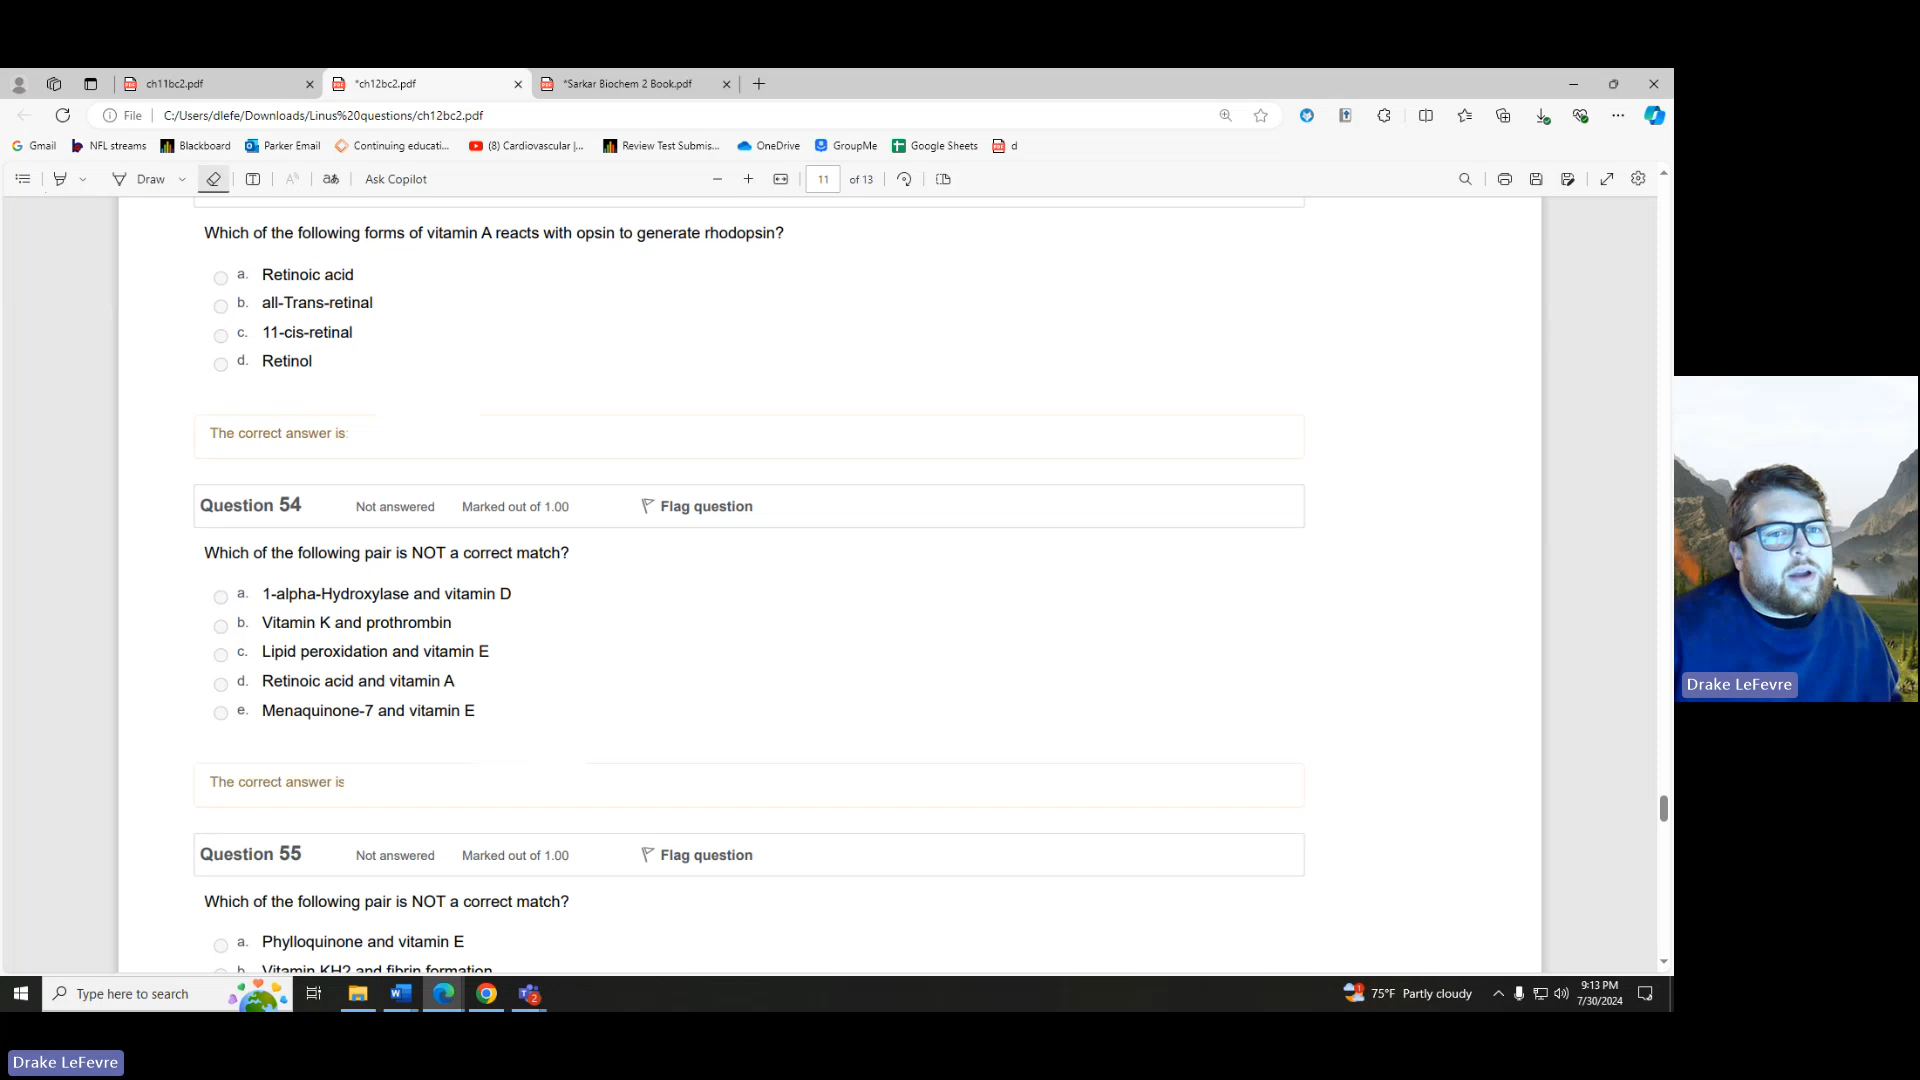 ch11bc2.pdf
*ch12bc2.pdf
*Sarkar Biochem 2 Book.pdf
File
C:/Users/dlefe/Downloads/Linus%20questions/ch12bc2.pdf
Gmail
NFL streams
Blackboard
Parker Email
Continuing educati...
(8) Cardiovascular |...
Review Test Submis...
OneDrive
GroupMe
Google Sheets
d
Draw
Ask Copilot
11 of 13
Which of the following forms of vitamin A reacts with opsin to generate rhodopsin?
a. Retinoic acid
b. all-Trans-retinal
c. 11-cis-retinal
d. Retinol
The correct answer is:
Question 54 Not answered Marked out of 1.00 Flag question
Which of the following pair is NOT a correct match?
a. 1-alpha-Hydroxylase and vitamin D
b. Vitamin K and prothrombin
c. Lipid peroxidation and vitamin E
d. Retinoic acid and vitamin A
e. Menaquinone-7 and vitamin E
The correct answer is
Question 55 Not answered Marked out of 1.00 Flag question
Which of the following pair is NOT a correct match?
a. Phylloquinone and vitamin E
b. Vitamin KH2 and fibrin formation
Drake LeFevre
Type here to search
2
75°F Partly cloudy
9:13 PM
7/30/2024
Drake LeFevre